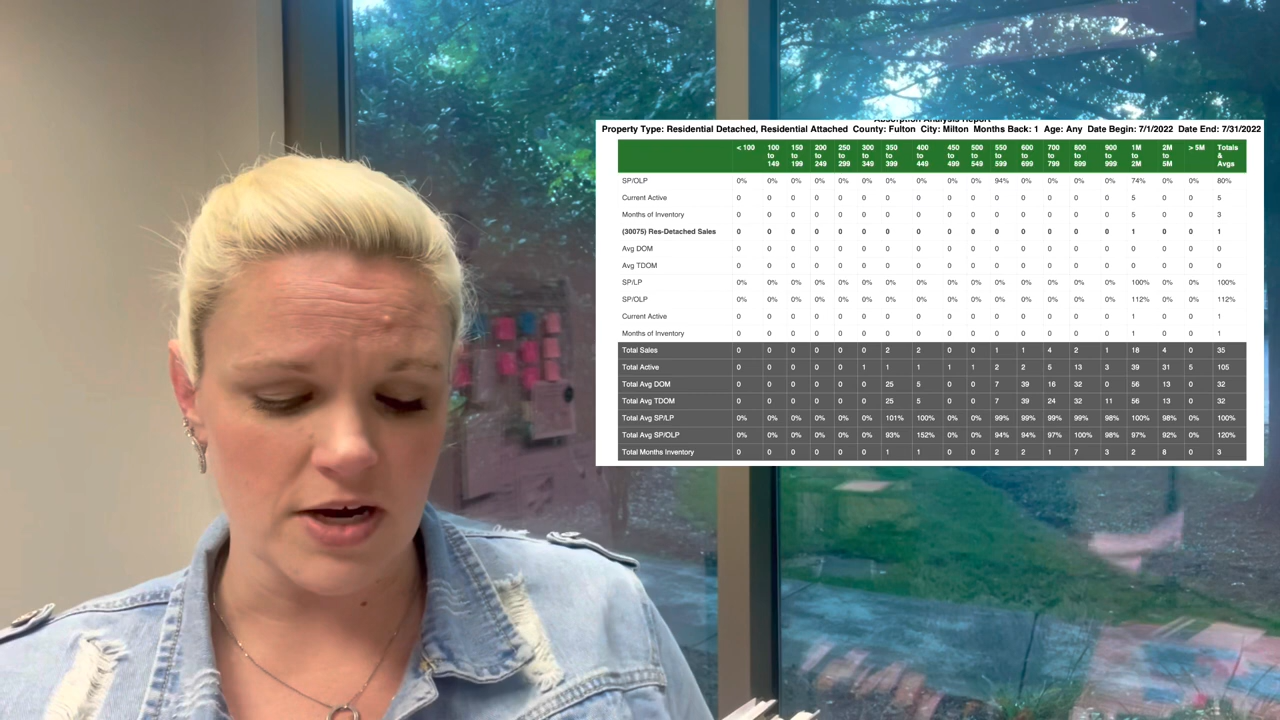 Absorption Analysis Report
Property Type: Residential Detached, Residential Attached County: Fulton City: Milton Months Back: 1 Age: Any Date Begin: 7/1/2022 Date End: 7/31/2022
< 100 100 to 149 150 to 199 200 to 249 250 to 299 300 to 349 350 to 399 400 to 449 450 to 499 500 to 549 550 to 599 600 to 699 700 to 799 800 to 899 900 to 999 1M to 2M 2M to 5M > 5M Totals & Avgs
SP/OLP 0% 0% 0% 0% 0% 0% 0% 0% 0% 0% 94% 0% 0% 0% 0% 74% 0% 0% 80%
Current Active 0 0 0 0 0 0 0 0 0 0 0 0 0 0 0 5 0 0 5
Months of Inventory 0 0 0 0 0 0 0 0 0 0 0 0 0 0 0 5 0 0 3
(30075) Res-Detached Sales 0 0 0 0 0 0 0 0 0 0 0 0 0 0 0 1 0 0 1
Avg DOM 0 0 0 0 0 0 0 0 0 0 0 0 0 0 0 0 0 0 0
Avg TDOM 0 0 0 0 0 0 0 0 0 0 0 0 0 0 0 0 0 0 0
SP/LP 0% 0% 0% 0% 0% 0% 0% 0% 0% 0% 0% 0% 0% 0% 0% 100% 0% 0% 100%
SP/OLP 0% 0% 0% 0% 0% 0% 0% 0% 0% 0% 0% 0% 0% 0% 0% 112% 0% 0% 112%
Current Active 0 0 0 0 0 0 0 0 0 0 0 0 0 0 0 1 0 0 1
Months of Inventory 0 0 0 0 0 0 0 0 0 0 0 0 0 0 0 1 0 0 1
Total Sales 0 0 0 0 0 0 2 2 0 0 1 1 4 2 1 18 4 0 35
Total Active 0 0 0 0 0 1 1 1 1 1 2 2 5 13 3 39 31 5 105
Total Avg DOM 0 0 0 0 0 0 25 5 0 0 7 39 16 32 0 56 13 0 32
Total Avg TDOM 0 0 0 0 0 0 25 5 0 0 7 39 24 32 11 56 13 0 32
Total Avg SP/LP 0% 0% 0% 0% 0% 0% 101% 100% 0% 0% 99% 99% 99% 99% 98% 100% 98% 0% 100%
Total Avg SP/OLP 0% 0% 0% 0% 0% 0% 93% 152% 0% 0% 94% 94% 97% 100% 98% 97% 92% 0% 120%
Total Months Inventory 0 0 0 0 0 0 1 1 0 0 2 2 1 7 3 2 8 0 3